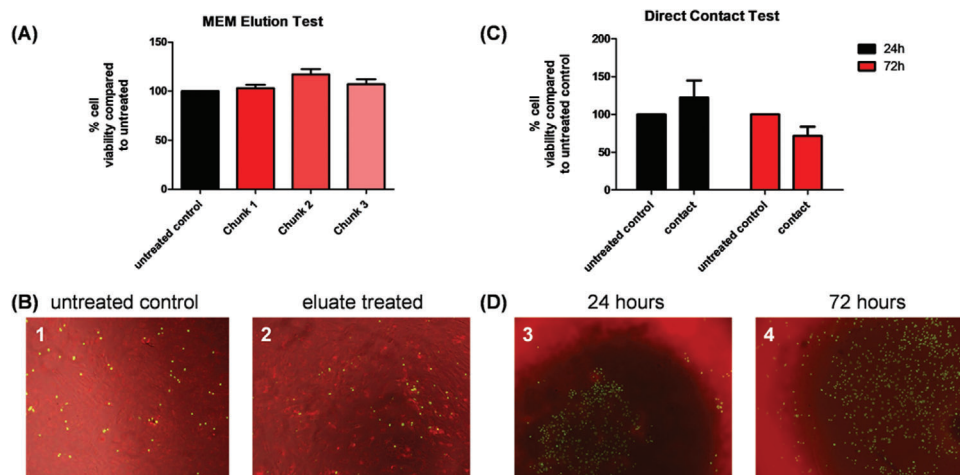 (A)
MEM Elution Test
% cell
viability compared
to untreated
150
100
50
0
untreated control
Chunk 1
Chunk 2
Chunk 3
(C)
Direct Contact Test
% cell
viability compared
to untreated control
200
150
100
50
0
untreated control
contact
untreated control
contact
24h
72h
(B)
untreated control
eluate treated
1
2
(D)
24 hours
72 hours
3
4